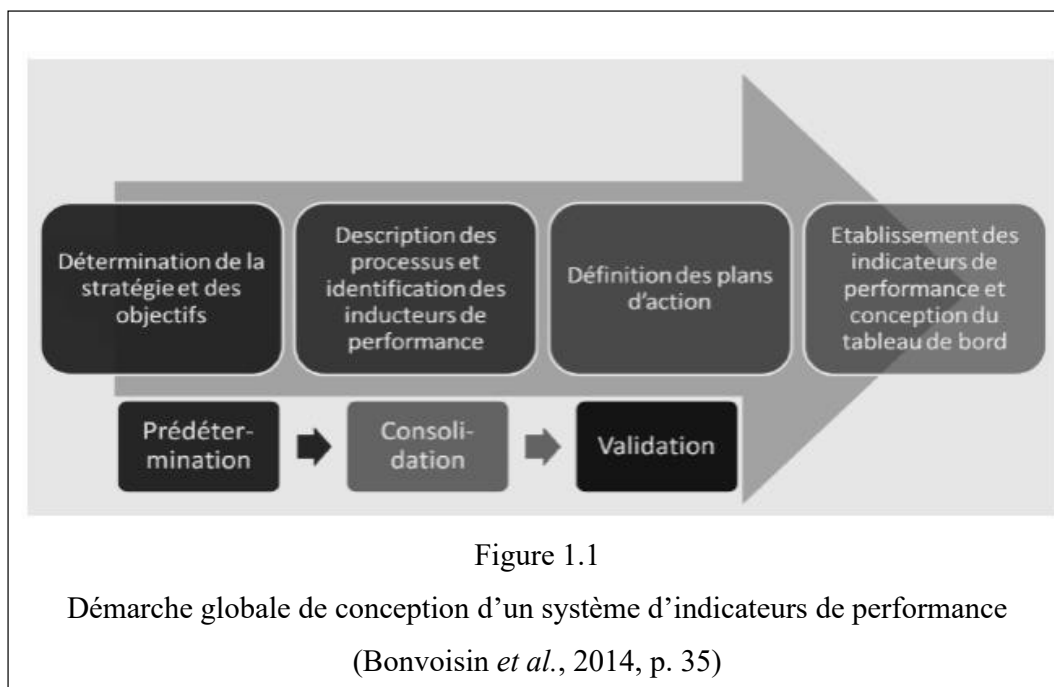 Détermination de la
stratégie et des
objectifs
Description des
processus et
identification des
inducteurs de
performance
Définition des plans
d'action
Etablissement des
indicateurs de
performance et
conception du
tableau de bord
Prédéter-
mination
Consoli-
dation
Validation
Figure 1.1
Démarche globale de conception d'un système d'indicateurs de performance
(Bonvoisin et al., 2014, p. 35)